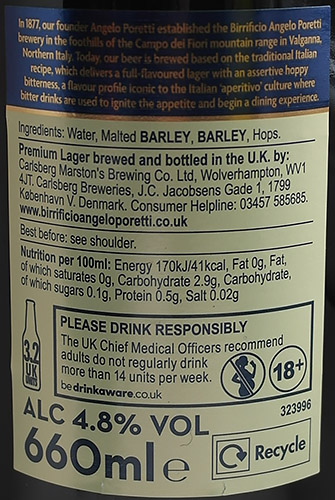 In 1877, our founder Angelo Poretti established the Birrificio Angelo Poretti
brewery in the foothills of the Campo dei Fiori mountain range in Valganna,
Northern Italy. Today, our beer is brewed based on the traditional Italian
recipe, which delivers a full-flavoured lager with an assertive hoppy
bitterness, a flavour profile iconic to the Italian 'aperitivo' culture where
bitter drinks are used to ignite the appetite and begin a dining experience.
Ingredients: Water, Malted BARLEY, BARLEY, Hops.
Premium Lager brewed and bottled in the U.K. by:
Carlsberg Marston's Brewing Co. Ltd, Wolverhampton, WV1
4JT. Carlsberg Breweries, J.C. Jacobsens Gade 1, 1799
København V. Denmark. Consumer Helpline: 03457 585685.
www.birrificioangeloporetti.co.uk
Best before: see shoulder.
Nutrition per 100ml: Energy 170kJ/41kcal, Fat 0g, Fat,
of which saturates 0g, Carbohydrate 2.9g, Carbohydrate,
of which sugars 0.1g, Protein 0.5g, Salt 0.02g
3.2
UK
UNITS
PLEASE DRINK RESPONSIBLY
The UK Chief Medical Officers recommend
adults do not regularly drink
more than 14 units per week.
bedrinkaware.co.uk
18+
323996
ALC 4.8% VOL
660ml e
Recycle